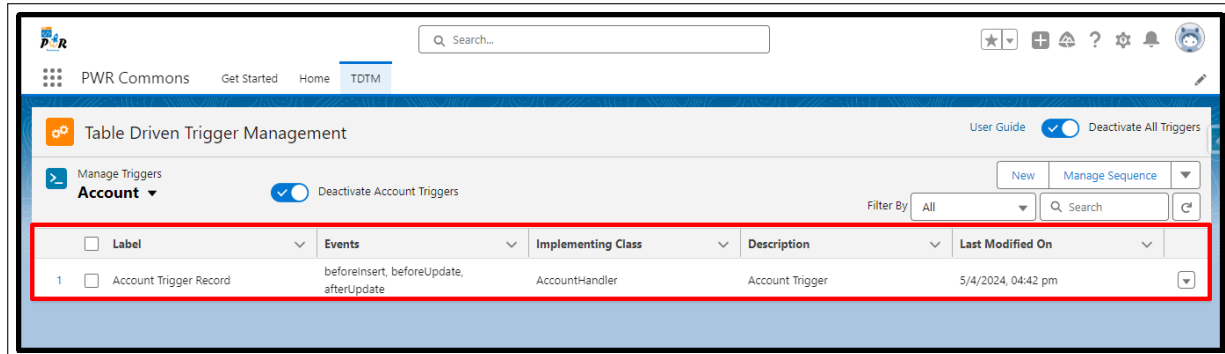 PWR
Search...
PWR Commons Get Started Home TDTM
Table Driven Trigger Management
User Guide Deactivate All Triggers
Manage Triggers
Account
Deactivate Account Triggers
New Manage Sequence
Filter By All Search
Label Events Implementing Class Description Last Modified On
1 Account Trigger Record beforeInsert, beforeUpdate, afterUpdate AccountHandler Account Trigger 5/4/2024, 04:42 pm